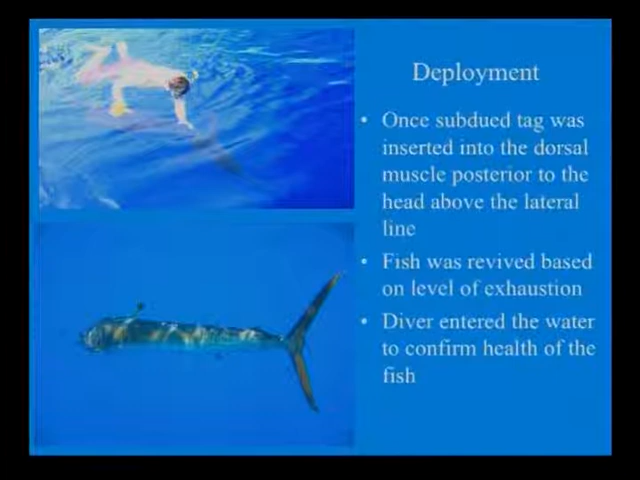 Deployment
• Once subdued tag was
inserted into the dorsal
muscle posterior to the
head above the lateral
line
• Fish was revived based
on level of exhaustion
• Diver entered the water
to confirm health of the
fish